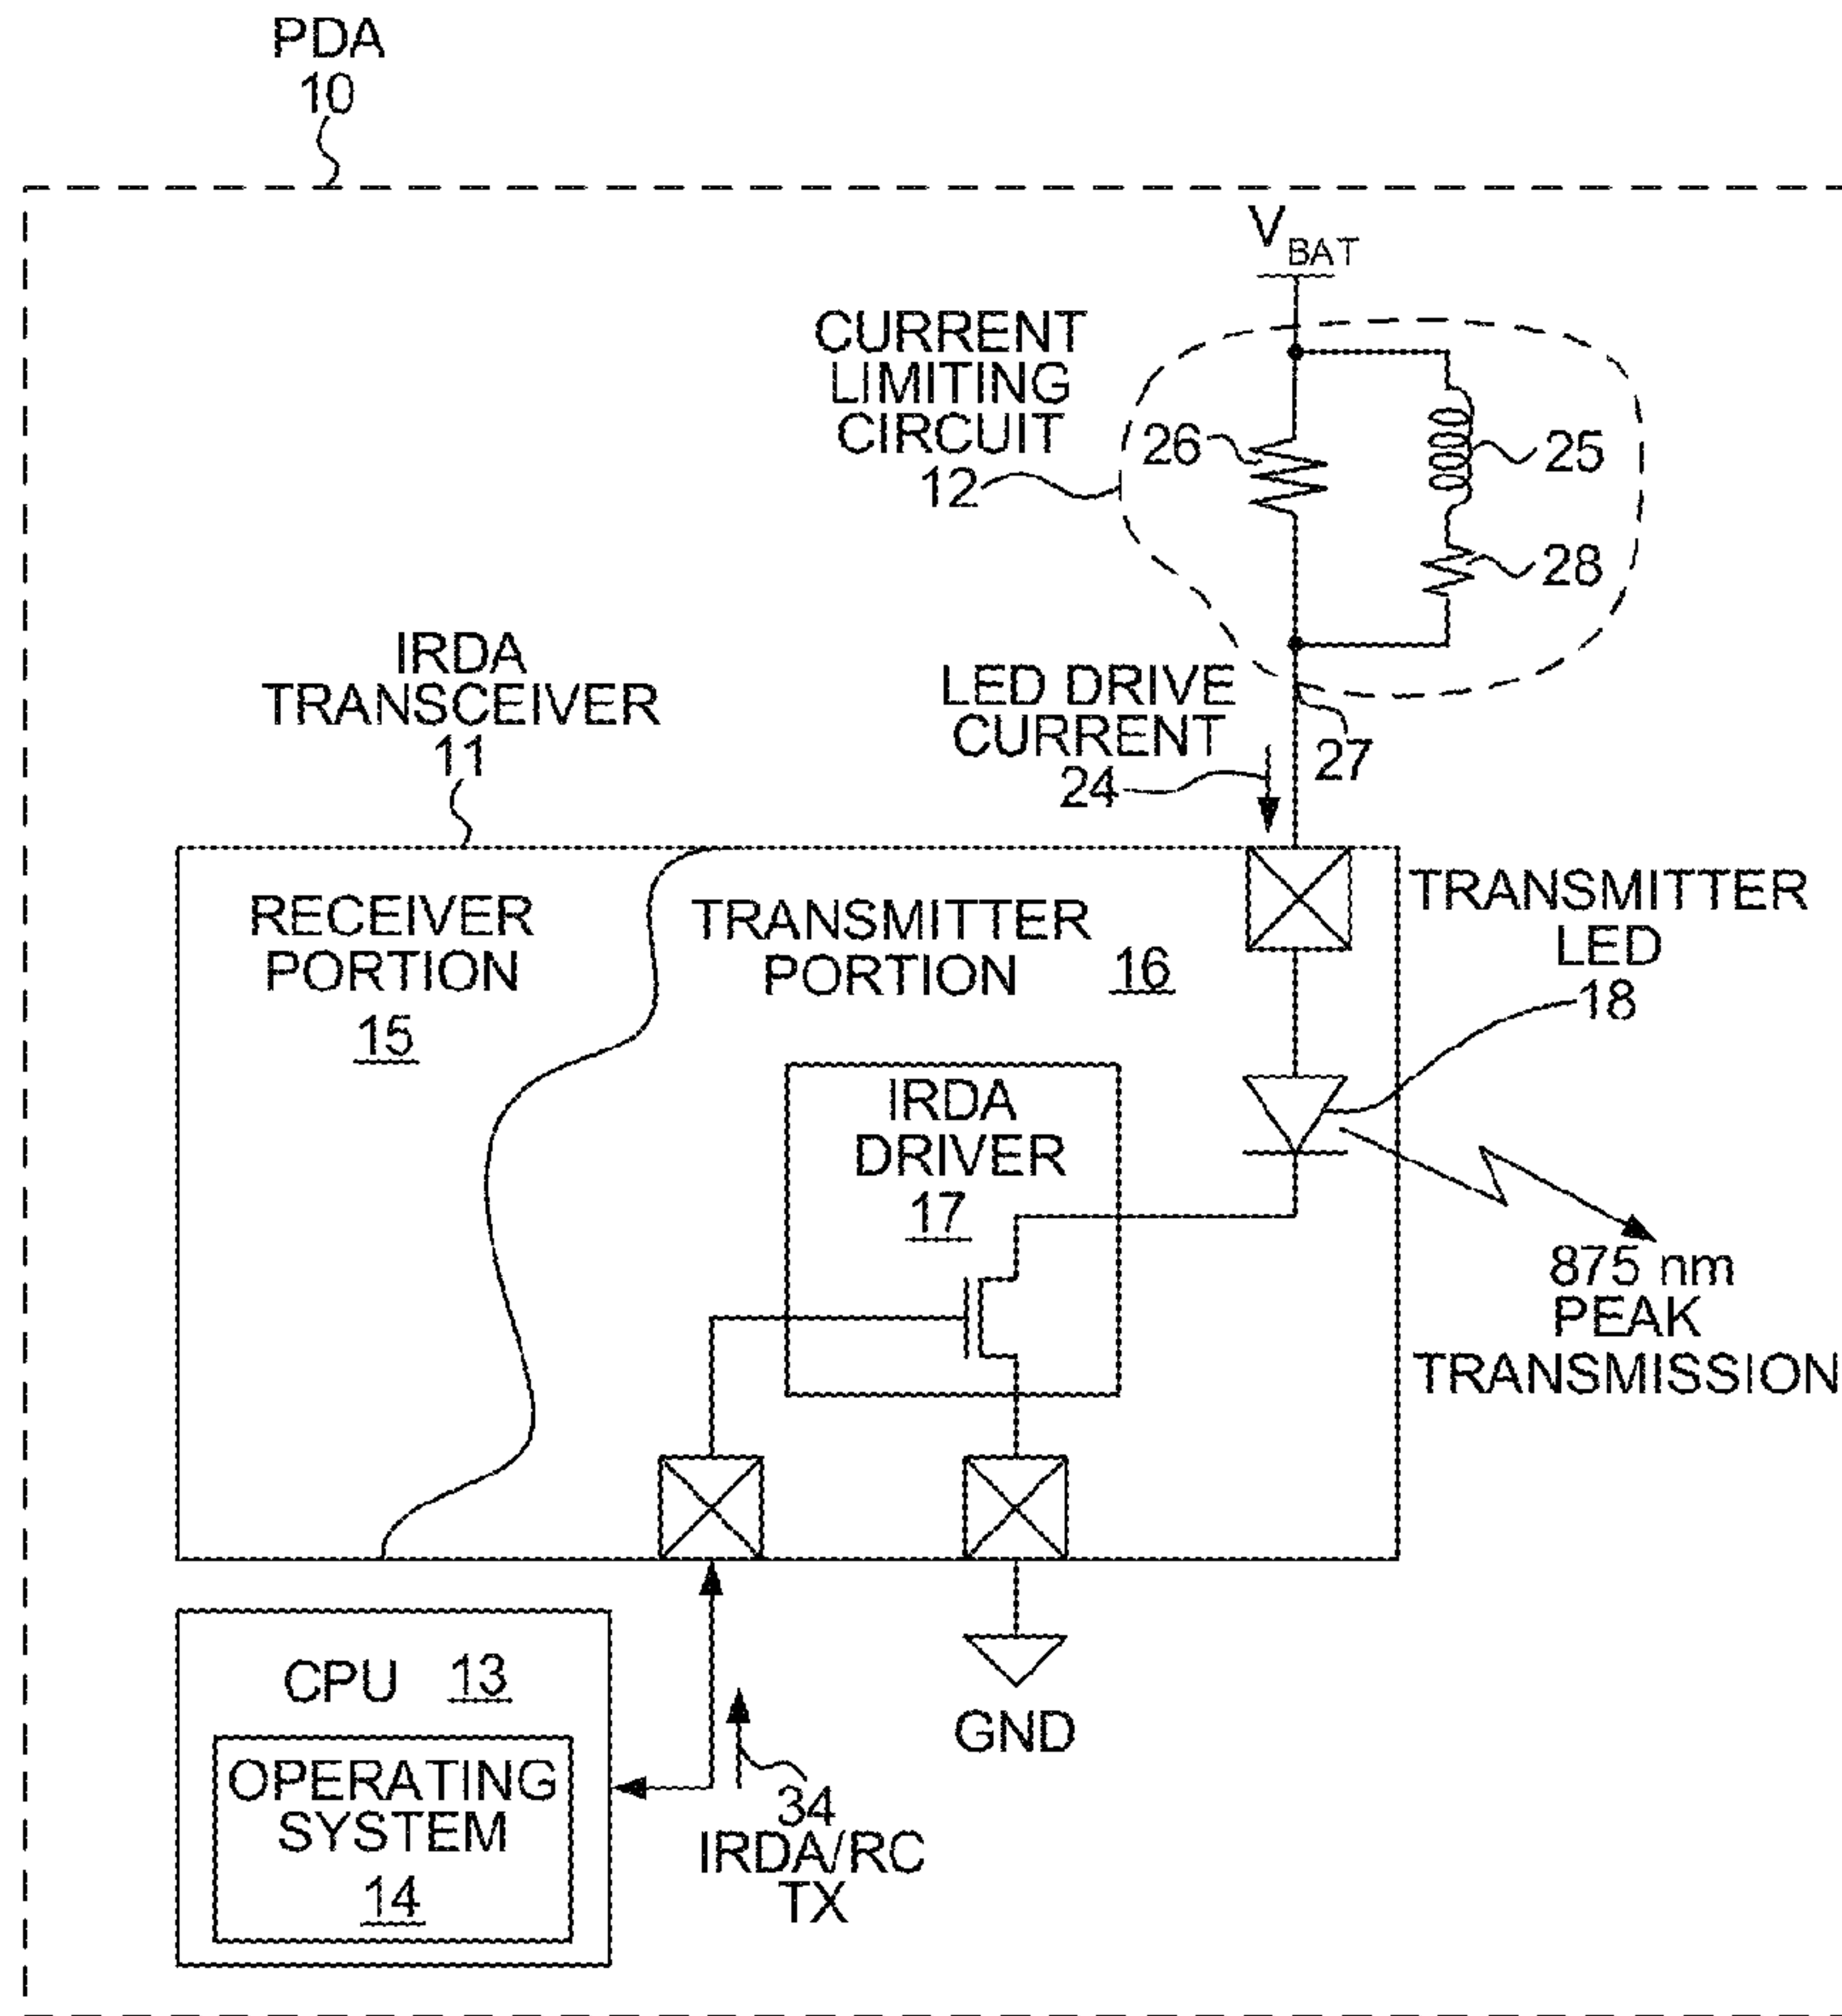 PDA
10
V BAT
CURRENT
LIMITING
CIRCUIT
12
26
25
28
IRDA
TRANSCEIVER
11
LED DRIVE
CURRENT
24
27
RECEIVER
PORTION
15
TRANSMITTER
PORTION
16
TRANSMITTER
LED
18
IRDA
DRIVER
17
875 nm
PEAK
TRANSMISSION
CPU 13
OPERATING
SYSTEM
14
34
IRDA/RC
TX
GND